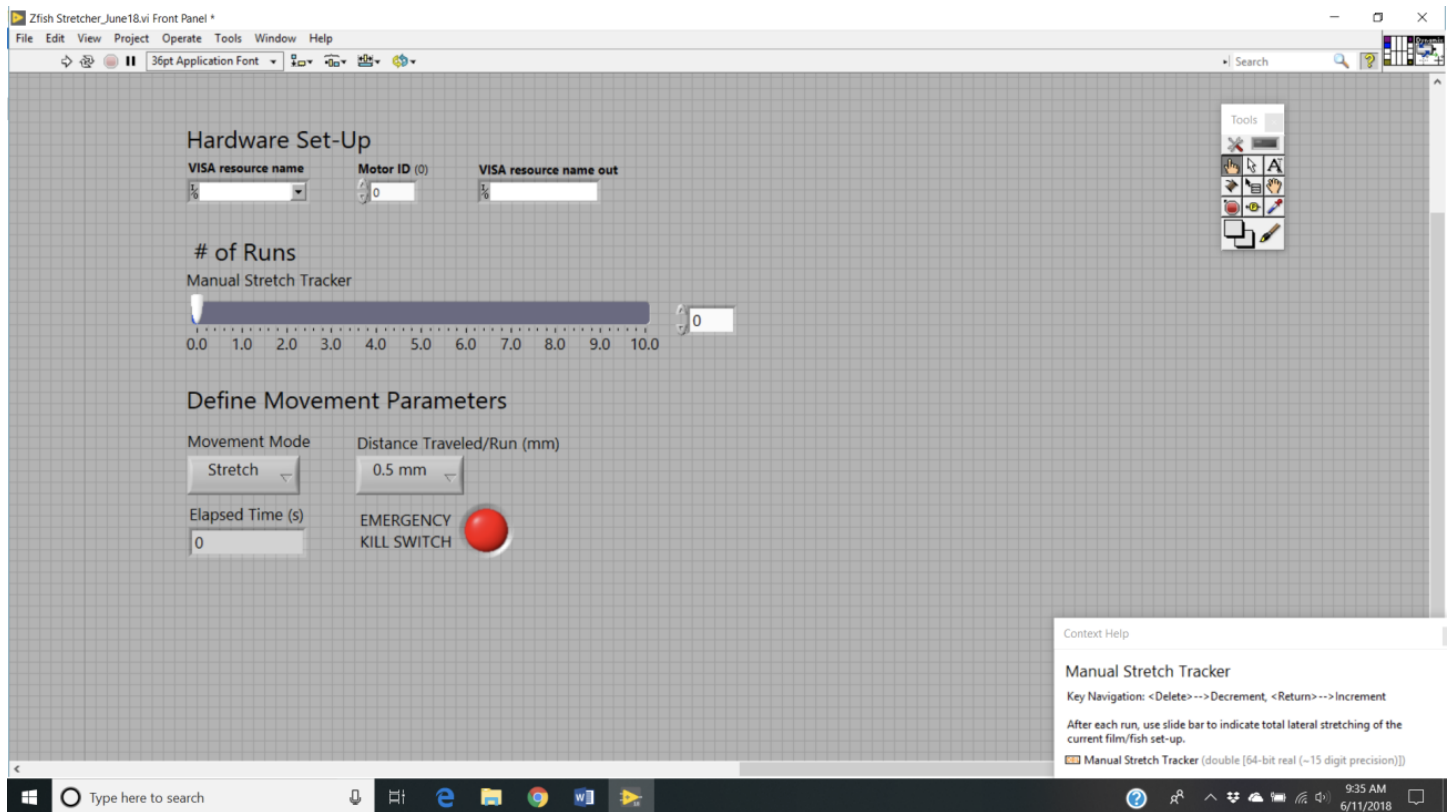 Zfish Stretcher_June18.vi Front Panel *
File Edit View Project Operate Tools Window Help
36pt Application Font
Search
Tools
Hardware Set-Up
VISA resource name Motor ID (0) VISA resource name out
0
# of Runs
Manual Stretch Tracker
0
0.0 1.0 2.0 3.0 4.0 5.0 6.0 7.0 8.0 9.0 10.0
Define Movement Parameters
Movement Mode Distance Traveled/Run (mm)
Stretch 0.5 mm
Elapsed Time (s)
0
EMERGENCY
KILL SWITCH
Context Help
Manual Stretch Tracker
Key Navigation: <Delete>-->Decrement, <Return>-->Increment
After each run, use slide bar to indicate total lateral stretching of the
current film/fish set-up.
Manual Stretch Tracker (double [64-bit real (~15 digit precision)])
Type here to search
9:35 AM
6/11/2018